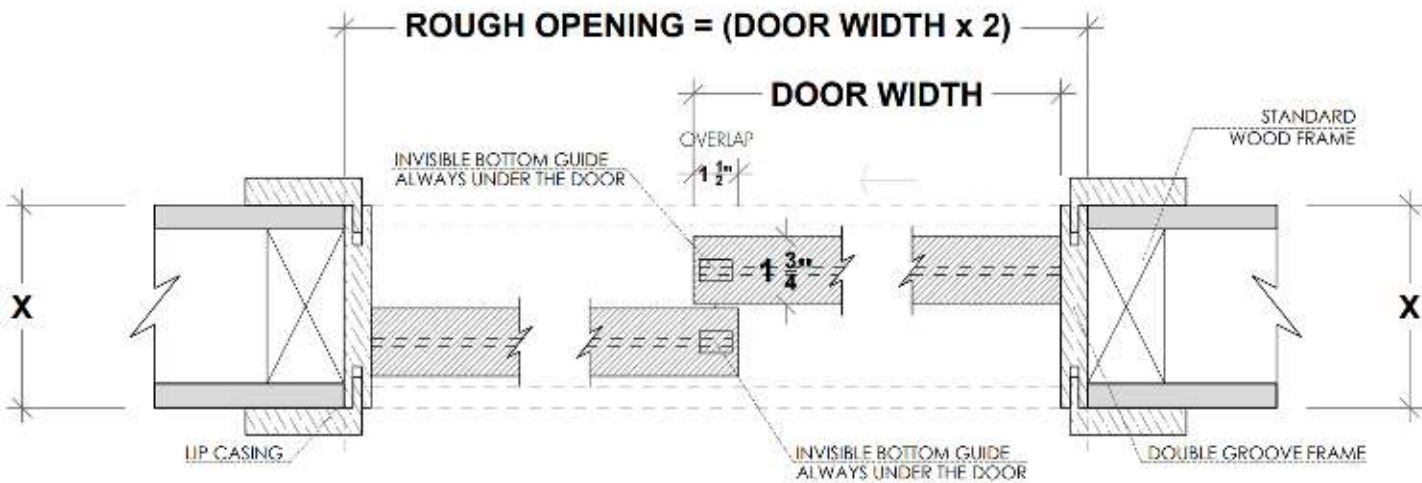 ROUGH OPENING = (DOOR WIDTH x 2)
DOOR WIDTH
STANDARD
WOOD FRAME
OVERLAP
1 1/2"
INVISIBLE BOTTOM GUIDE
ALWAYS UNDER THE DOOR
1 3/4"
X
X
LIP CASING
INVISIBLE BOTTOM GUIDE
ALWAYS UNDER THE DOOR
DOUBLE GROOVE FRAME